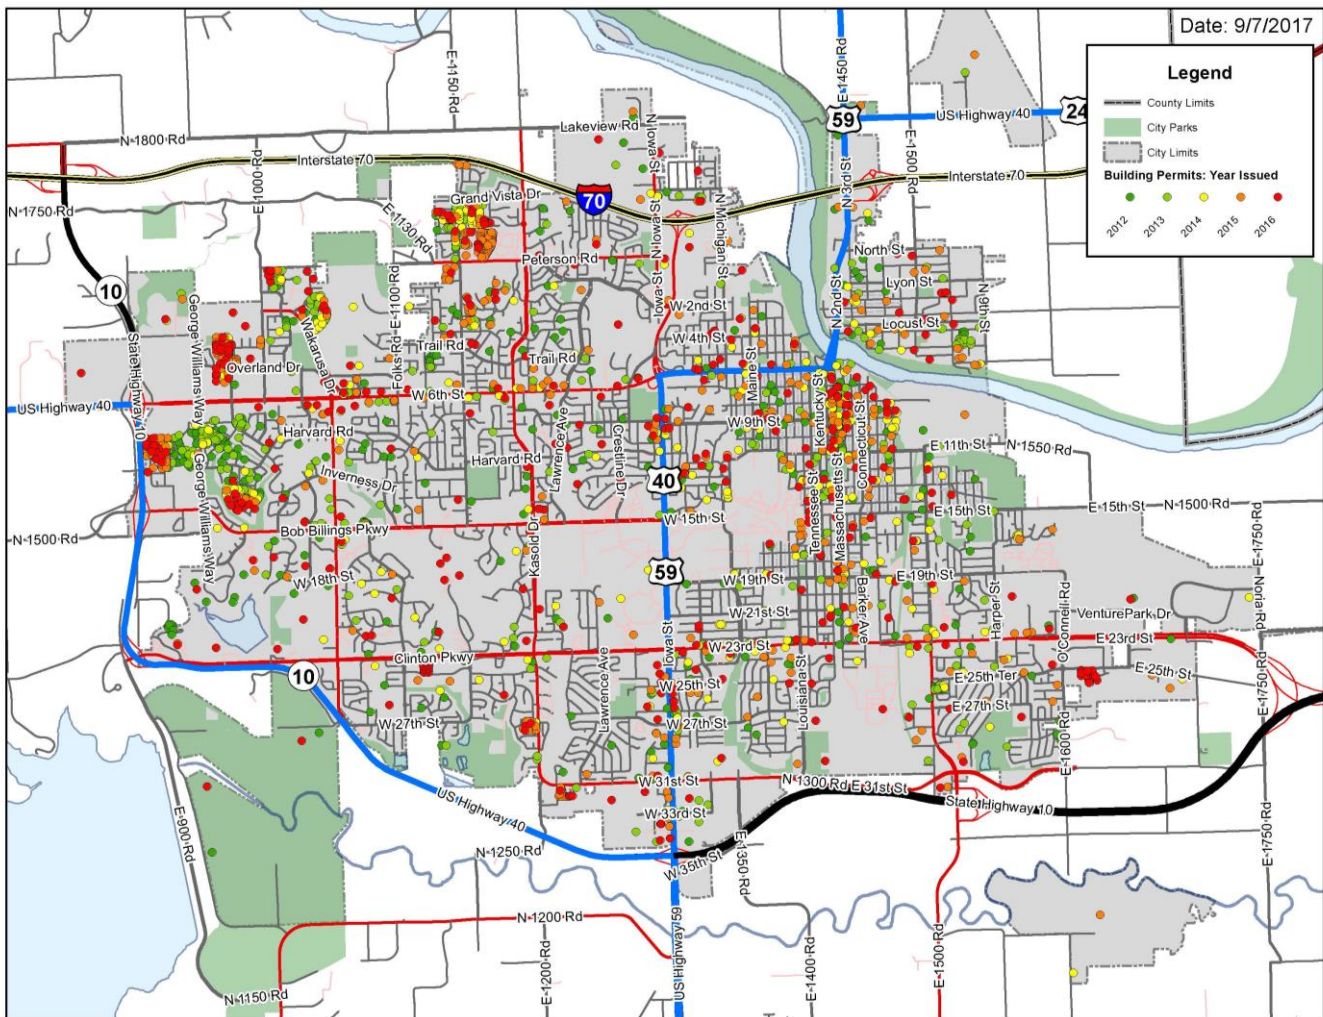 Date: 9/7/2017
Legend
County Limits
City Parks
City Limits
Building Permits: Year Issued
2012
2013
2014
2015
2016
E 1450 Rd
E 1150 Rd
59
US Highway 40
24
Lakeview Rd
N 1800 Rd
N Iowa St
E 1500 Rd
N 3rd St
Interstate 70
Interstate 70
E 1000 Rd
Grand Vista Dr
70
N 1750 Rd
E 1130 Rd
N Iowa St
N Michigan St
North St
Peterson Rd
Lyon St
N 9th St
10
Iowa St
W 2nd St
N 2nd St
George Williams Way
Wakarusa Dr
Folks Rd
E 1100 Rd
Trail Rd
Trail Rd
W 4th St
Locust St
State Highway 10
Overland Dr
Maine St
US Highway 40
W 6th St
Kentucky St
Connecticut St
Harvard Rd
Harvard Rd
Lawrence Ave
Crestline Dr
W 9th St
E 11th St
N 1550 Rd
George Williams Way
Inverness Dr
40
Tennessee St
Massachusetts St
W 15th St
E 15th St
E 15th St
N 1500 Rd
N 1500 Rd
Bob Billings Pkwy
Kasold Dr
W 18th St
George Williams Way
59
W 19th St
E 19th St
E 1750 Rd
Noria Rd
W 21st St
Barker Ave
Harper St
O'Connell Rd
VenturePark Dr
E 23rd St
Iowa St
W 23rd St
Clinton Pkwy
10
Lawrence Ave
W 25th St
Louisiana St
E 25th Ter
E 25th St
E 1750 Rd
W 27th St
W 27th St
E 27th St
E 1600 Rd
W 31st St
N 1300 Rd
E 31st St
State Highway 10
E 900 Rd
US Highway 40
W 33rd St
E 1750 Rd
N 1250 Rd
W 35th St
E 1350 Rd
N 1200 Rd
US Highway 59
E 1200 Rd
E 1400 Rd
E 1500 Rd
N 1150 Rd